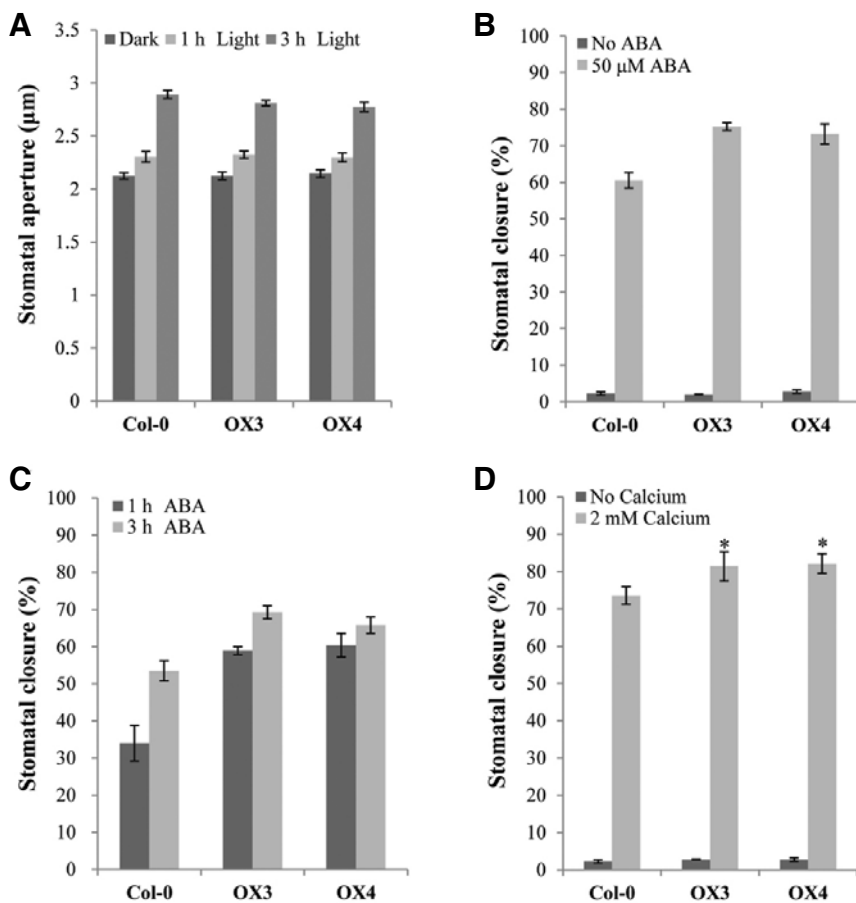 A
Dark 1 h Light 3 h Light
Stomatal aperture (µm)
3.5
3
2.5
2
1.5
1
0.5
0
Col-0 OX3 OX4
B
No ABA
50 µM ABA
Stomatal closure (%)
100
90
80
70
60
50
40
30
20
10
0
Col-0 OX3 OX4
C
1 h ABA
3 h ABA
Stomatal closure (%)
100
90
80
70
60
50
40
30
20
10
0
Col-0 OX3 OX4
D
No Calcium
2 mM Calcium
Stomatal closure (%)
100
90
80
70
60
50
40
30
20
10
0
* *
Col-0 OX3 OX4